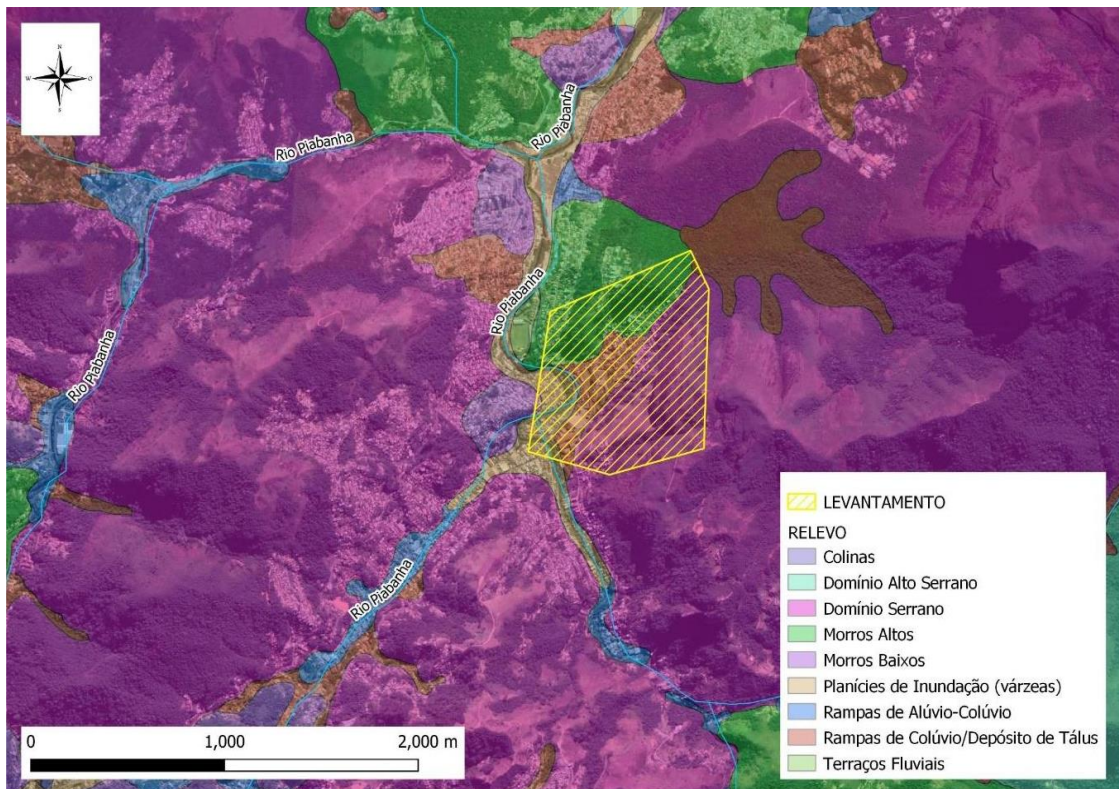 N
W
O
S
Rio Piabanha
Rio Piabanha
Rio Piabanha
Rio Piabanha
Rio Piabanha
LEVANTAMENTO
RELEVO
Colinas
Domínio Alto Serrano
Domínio Serrano
Morros Altos
Morros Baixos
Planícies de Inundação (várzeas)
Rampas de Alúvio-Colúvio
Rampas de Colúvio/Depósito de Tálus
Terraços Fluviais
0 1,000 2,000 m